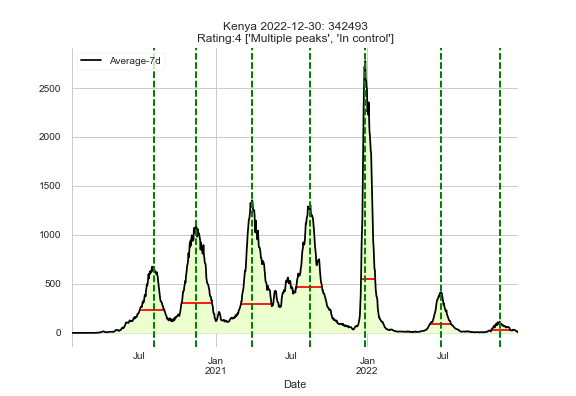 Kenya 2022-12-30: 342493
Rating:4 ['Multiple peaks', 'In control']
Average-7d
2500
2000
1500
1000
500
0
Jul
Jan
2021
Jul
Jan
2022
Jul
Date